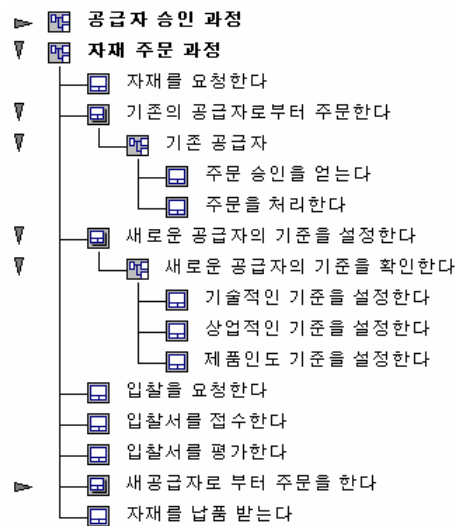 공급자 승인 과정
자재 주문 과정
자재를 요청한다
기존의 공급자로부터 주문한다
기존 공급자
주문 승인을 얻는다
주문을 처리한다
새로운 공급자의 기준을 설정한다
새로운 공급자의 기준을 확인한다
기술적인 기준을 설정한다
상업적인 기준을 설정한다
제품인도 기준을 설정한다
입찰을 요청한다
입찰서를 접수한다
입찰서를 평가한다
새공급자로 부터 주문을 한다
자재를 납품 받는다